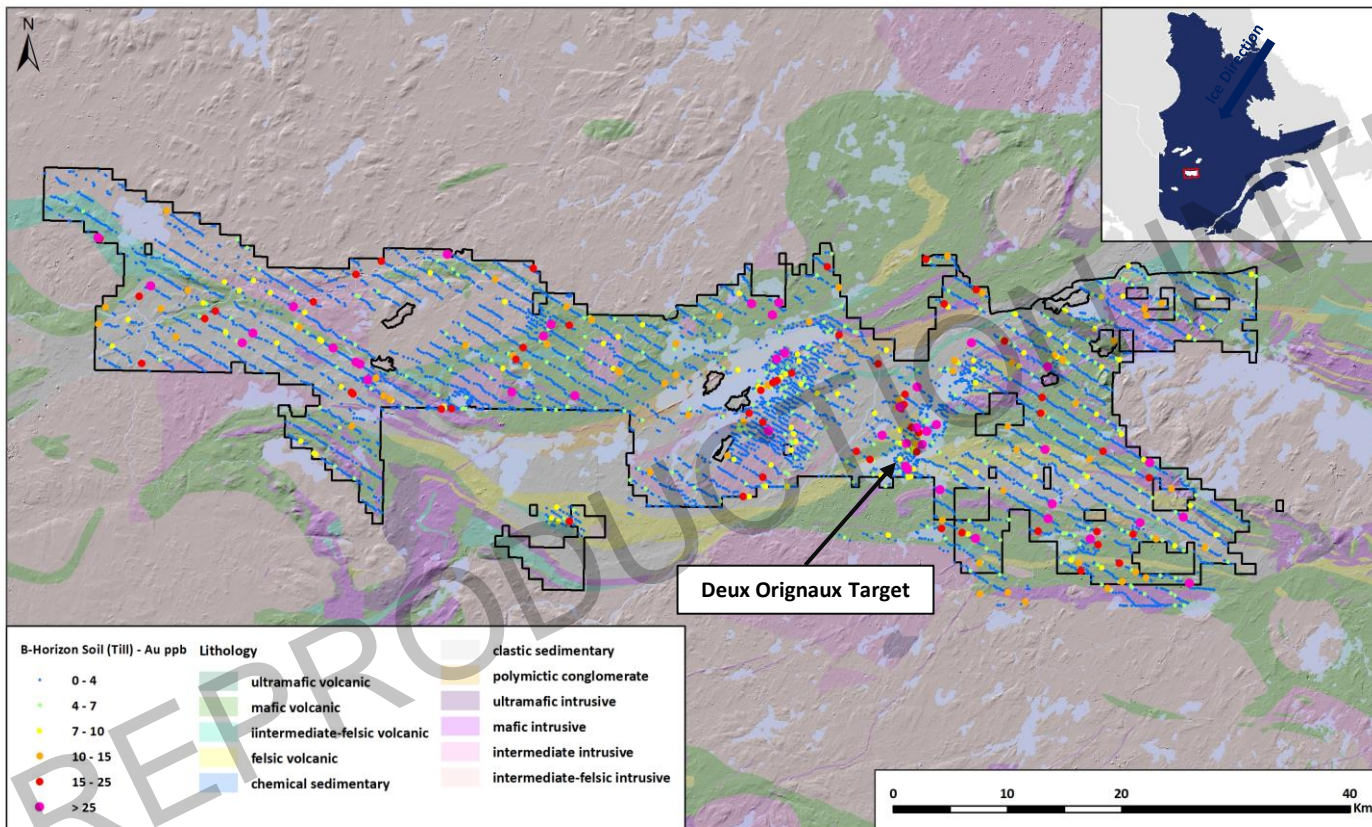 N
Ice Direction
REPRODUCTION INT
Deux Orignaux Target
B-Horizon Soil (Till) - Au ppb
0 - 4
4 - 7
7 - 10
10 - 15
15 - 25
> 25
Lithology
ultramafic volcanic
mafic volcanic
iintermediate-felsic volcanic
felsic volcanic
chemical sedimentary
clastic sedimentary
polymictic conglomerate
ultramafic intrusive
mafic intrusive
intermediate intrusive
intermediate-felsic intrusive
0 10 20 40
Km